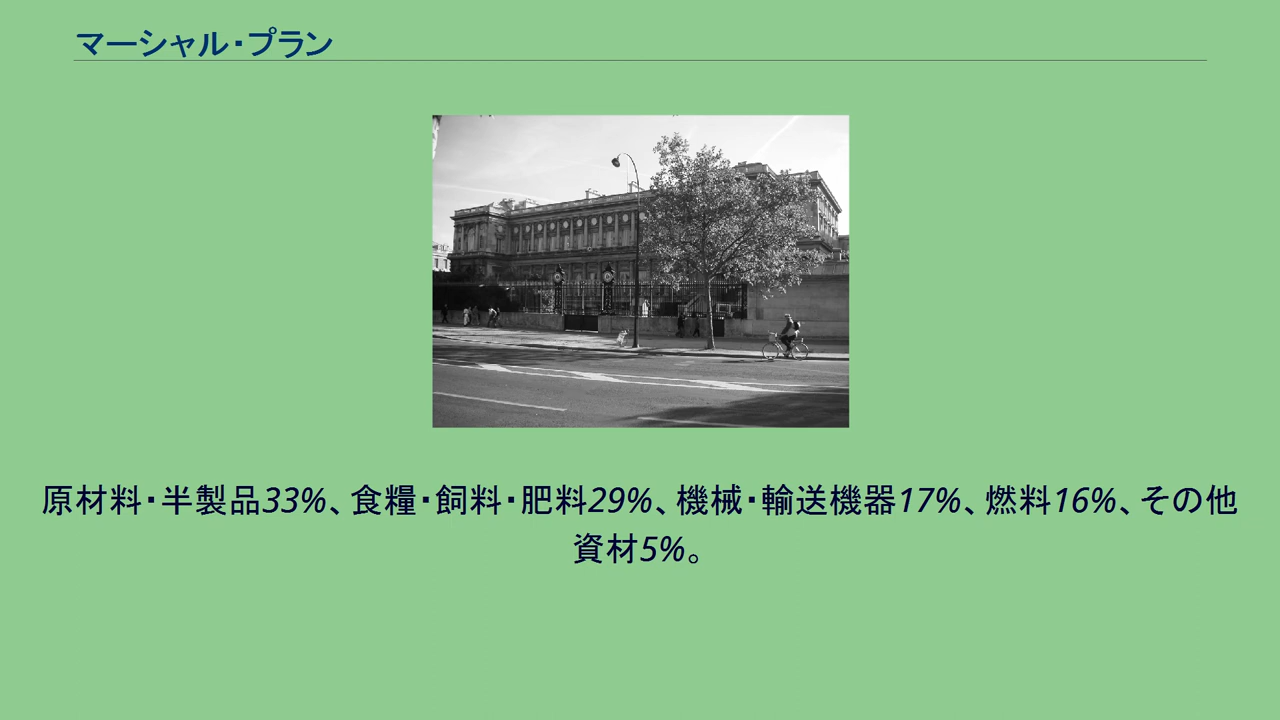 マーシャル・プラン
原材料・半製品33%、食糧・飼料・肥料29%、機械・輸送機器17%、燃料16%、その他
資材5%。